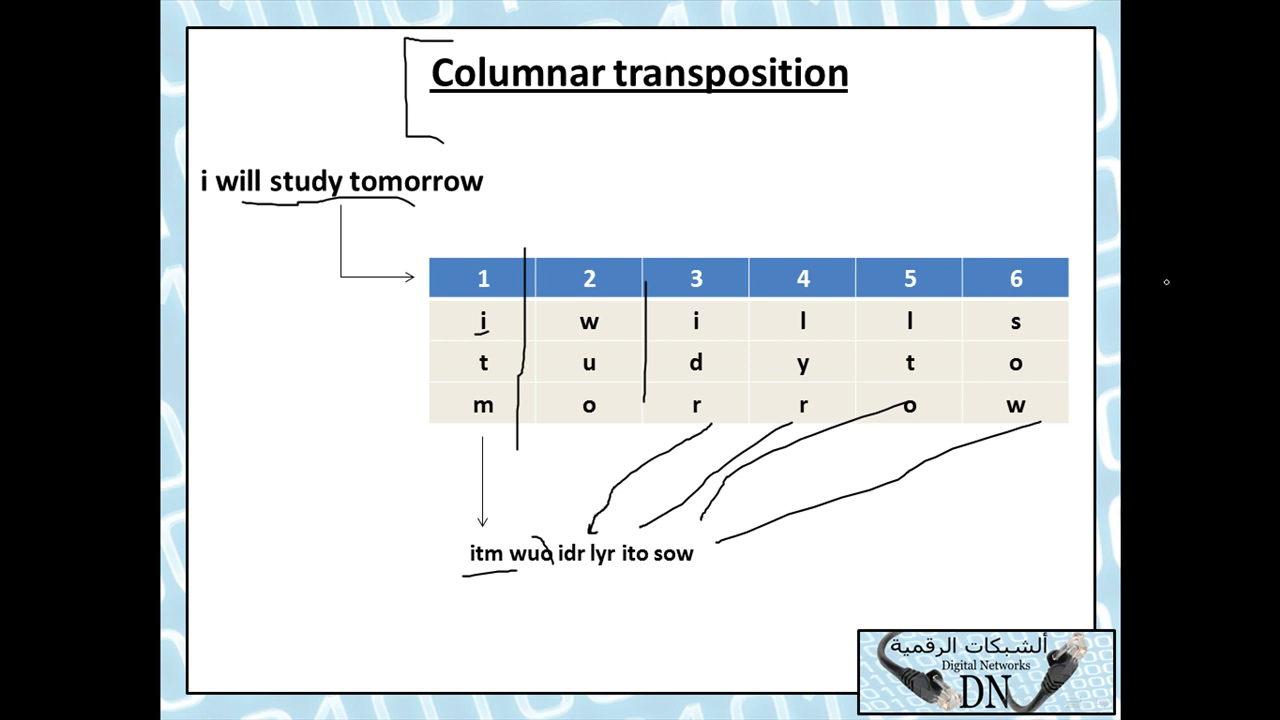 Columnar transposition
i will study tomorrow
1 2 3 4 5 6
i w i l l s
t u d y t o
m o r r o w
itm wuo idr lyr ito sow
ألشبكات الرقمية
Digital Networks
DN